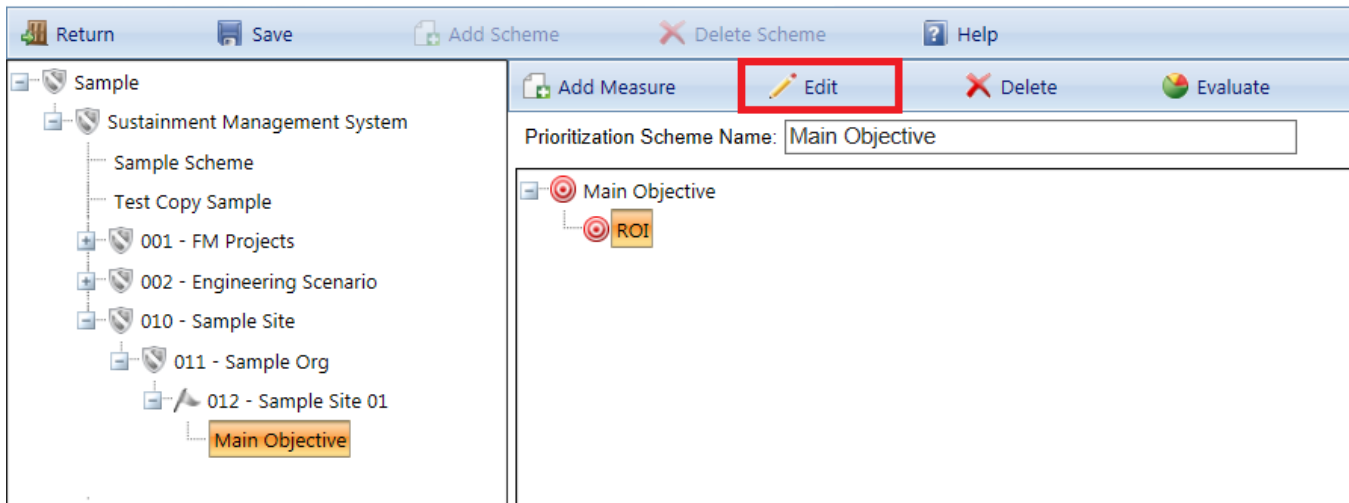 Return Save Add Scheme Delete Scheme Help
Sample
Sustainment Management System
Sample Scheme
Test Copy Sample
001 - FM Projects
002 - Engineering Scenario
010 - Sample Site
011 - Sample Org
012 - Sample Site 01
Main Objective
Add Measure Edit Delete Evaluate
Prioritization Scheme Name: Main Objective
Main Objective
ROI